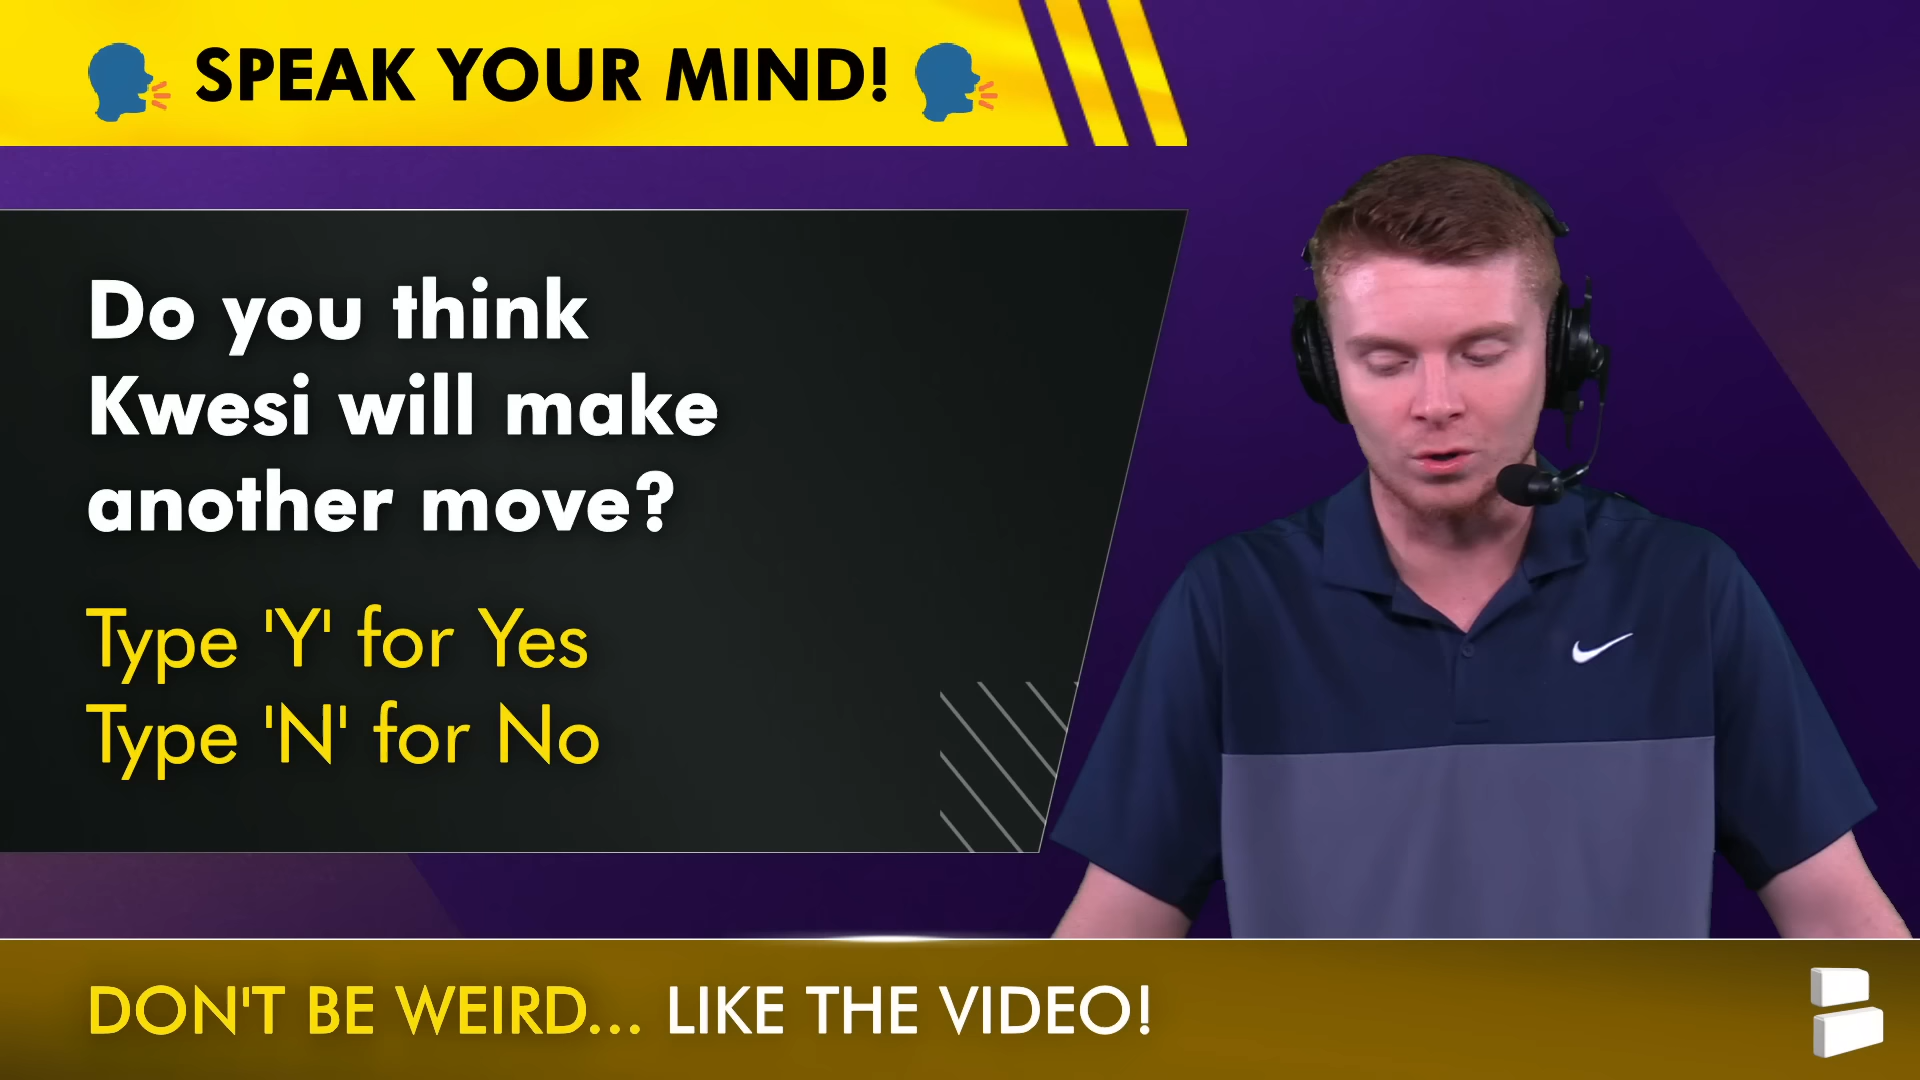 SPEAK YOUR MIND!
Do you think
Kwesi will make
another move?
Type 'Y' for Yes
Type 'N' for No
DON'T BE WEIRD... LIKE THE VIDEO!